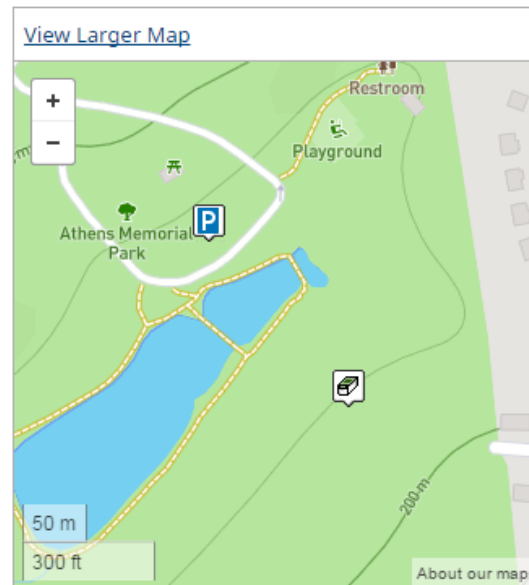 View Larger Map
+
Restroom
−
Playground
P
Athens Memorial
Park
200 m
50 m
300 ft
About our map